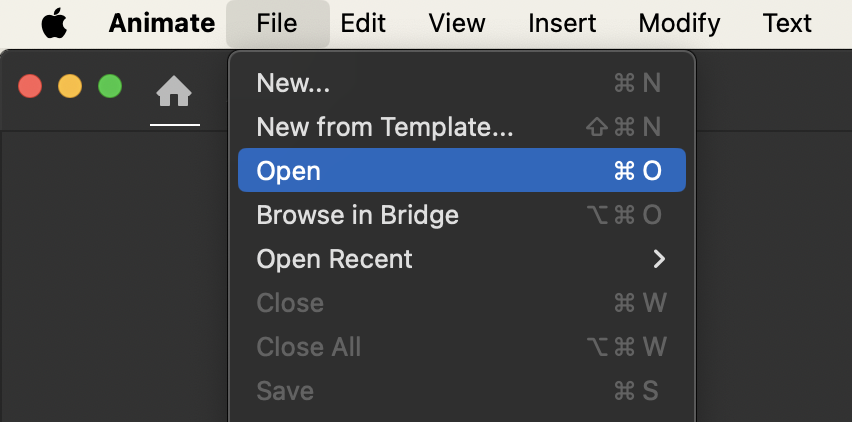 Animate File Edit View Insert Modify Text
New... ⌘ N
New from Template... ⇧ ⌘ N
Open ⌘ O
Browse in Bridge ⌥ ⌘ O
Open Recent
Close ⌘ W
Close All ⌥ ⌘ W
Save ⌘ S